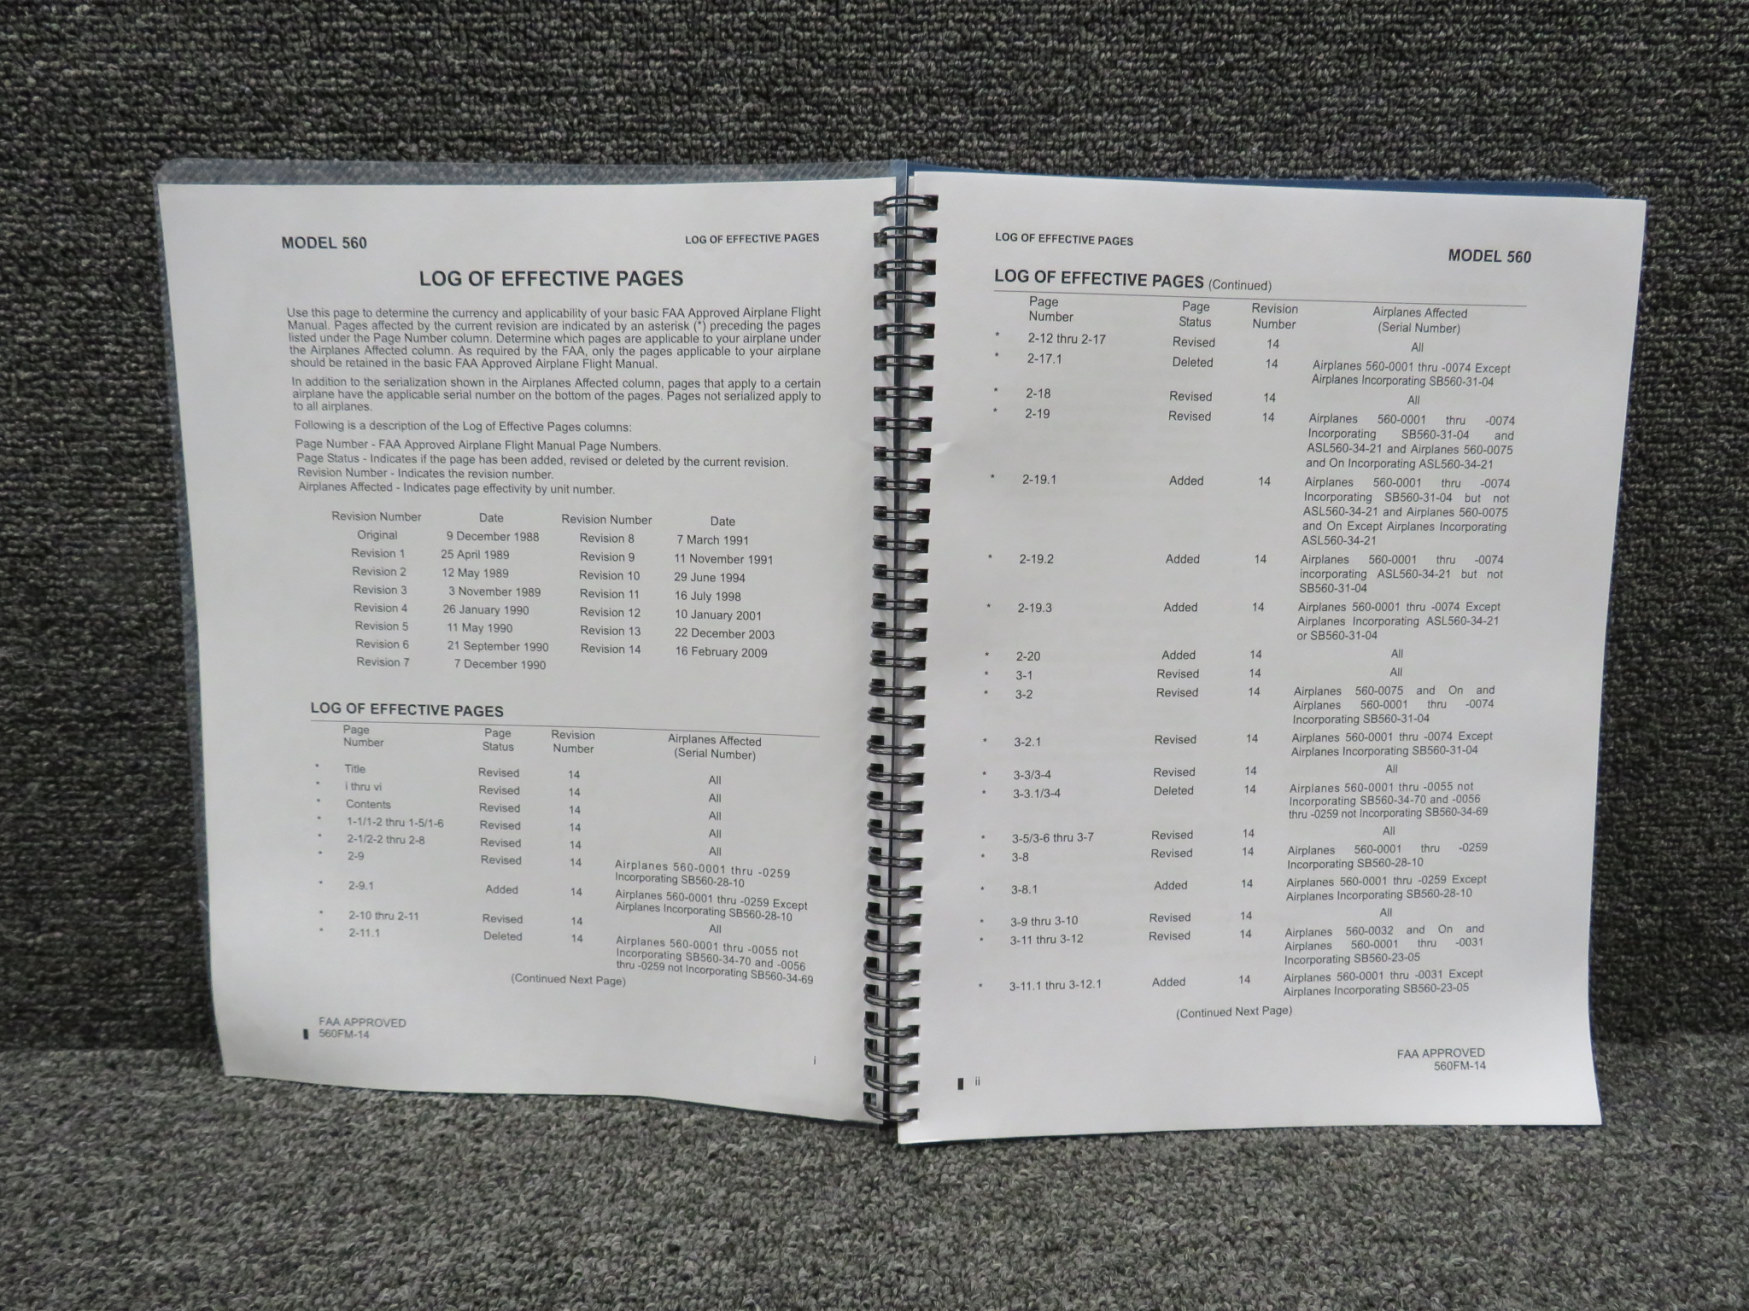 MODEL 560 LOG OF EFFECTIVE PAGES
LOG OF EFFECTIVE PAGES
Use this page to determine the currency and applicability of your basic FAA Approved Airplane Flight
Manual. Pages affected by the current revision are indicated by an asterisk (*) preceding the pages
listed under the Page Number column. Determine which pages are applicable to your airplane under
the Airplanes Affected column. As required by the FAA, only the pages applicable to your airplane
should be retained in the basic FAA Approved Airplane Flight Manual.
In addition to the serialization shown in the Airplanes Affected column, pages that apply to a certain
airplane have the applicable serial number on the bottom of the pages. Pages not serialized apply to
to all airplanes.
Following is a description of the Log of Effective Pages columns:
Page Number - FAA Approved Airplane Flight Manual Page Numbers.
Page Status - Indicates if the page has been added, revised or deleted by the current revision.
Revision Number - Indicates the revision number.
Airplanes Affected - Indicates page effectivity by unit number.
Revision Number Date Revision Number Date
Original 9 December 1988 Revision 8 7 March 1991
Revision 1 25 April 1989 Revision 9 11 November 1991
Revision 2 12 May 1989 Revision 10 29 June 1994
Revision 3 3 November 1989 Revision 11 16 July 1998
Revision 4 26 January 1990 Revision 12 10 January 2001
Revision 5 11 May 1990 Revision 13 22 December 2003
Revision 6 21 September 1990 Revision 14 16 February 2009
Revision 7 7 December 1990
LOG OF EFFECTIVE PAGES
Page Page Revision Airplanes Affected
Number Status Number (Serial Number)
* Title Revised 14 All
* i thru vi Revised 14 All
* Contents Revised 14 All
* 1-1/1-2 thru 1-5/1-6 Revised 14 All
* 2-1/2-2 thru 2-8 Revised 14 All
* 2-9 Revised 14 Airplanes 560-0001 thru -0259
Incorporating SB560-28-10
* 2-9.1 Added 14 Airplanes 560-0001 thru -0259 Except
Airplanes Incorporating SB560-28-10
* 2-10 thru 2-11 Revised 14 All
* 2-11.1 Deleted 14 Airplanes 560-0001 thru -0055 not
Incorporating SB560-34-70 and -0056
thru -0259 not Incorporating SB560-34-69
(Continued Next Page)
FAA APPROVED
560FM-14
i
LOG OF EFFECTIVE PAGES MODEL 560
LOG OF EFFECTIVE PAGES (Continued)
Page Page Revision Airplanes Affected
Number Status Number (Serial Number)
* 2-12 thru 2-17 Revised 14 All
* 2-17.1 Deleted 14 Airplanes 560-0001 thru -0074 Except
Airplanes Incorporating SB560-31-04
* 2-18 Revised 14 All
* 2-19 Revised 14 Airplanes 560-0001 thru -0074
Incorporating SB560-31-04 and
ASL560-34-21 and Airplanes 560-0075
and On Incorporating ASL560-34-21
* 2-19.1 Added 14 Airplanes 560-0001 thru -0074
Incorporating SB560-31-04 but not
ASL560-34-21 and Airplanes 560-0075
and On Except Airplanes Incorporating
ASL560-34-21
* 2-19.2 Added 14 Airplanes 560-0001 thru -0074
incorporating ASL560-34-21 but not
SB560-31-04
* 2-19.3 Added 14 Airplanes 560-0001 thru -0074 Except
Airplanes Incorporating ASL560-34-21
or SB560-31-04
* 2-20 Added 14 All
* 3-1 Revised 14 All
* 3-2 Revised 14 Airplanes 560-0075 and On and
Airplanes 560-0001 thru -0074
Incorporating SB560-31-04
* 3-2.1 Revised 14 Airplanes 560-0001 thru -0074 Except
Airplanes Incorporating SB560-31-04
* 3-3/3-4 Revised 14 All
* 3-3.1/3-4 Deleted 14 Airplanes 560-0001 thru -0055 not
Incorporating SB560-34-70 and -0056
thru -0259 not Incorporating SB560-34-69
* 3-5/3-6 thru 3-7 Revised 14 All
* 3-8 Revised 14 Airplanes 560-0001 thru -0259
Incorporating SB560-28-10
* 3-8.1 Added 14 Airplanes 560-0001 thru -0259 Except
Airplanes Incorporating SB560-28-10
* 3-9 thru 3-10 Revised 14 All
* 3-11 thru 3-12 Revised 14 Airplanes 560-0032 and On and
Airplanes 560-0001 thru -0031
Incorporating SB560-23-05
* 3-11.1 thru 3-12.1 Added 14 Airplanes 560-0001 thru -0031 Except
Airplanes Incorporating SB560-23-05
(Continued Next Page)
FAA APPROVED
560FM-14
ii